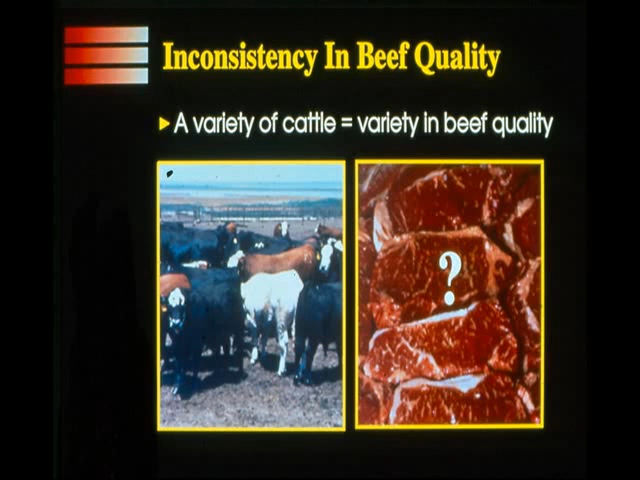 Inconsistency In Beef Quality
A variety of cattle = variety in beef quality
?